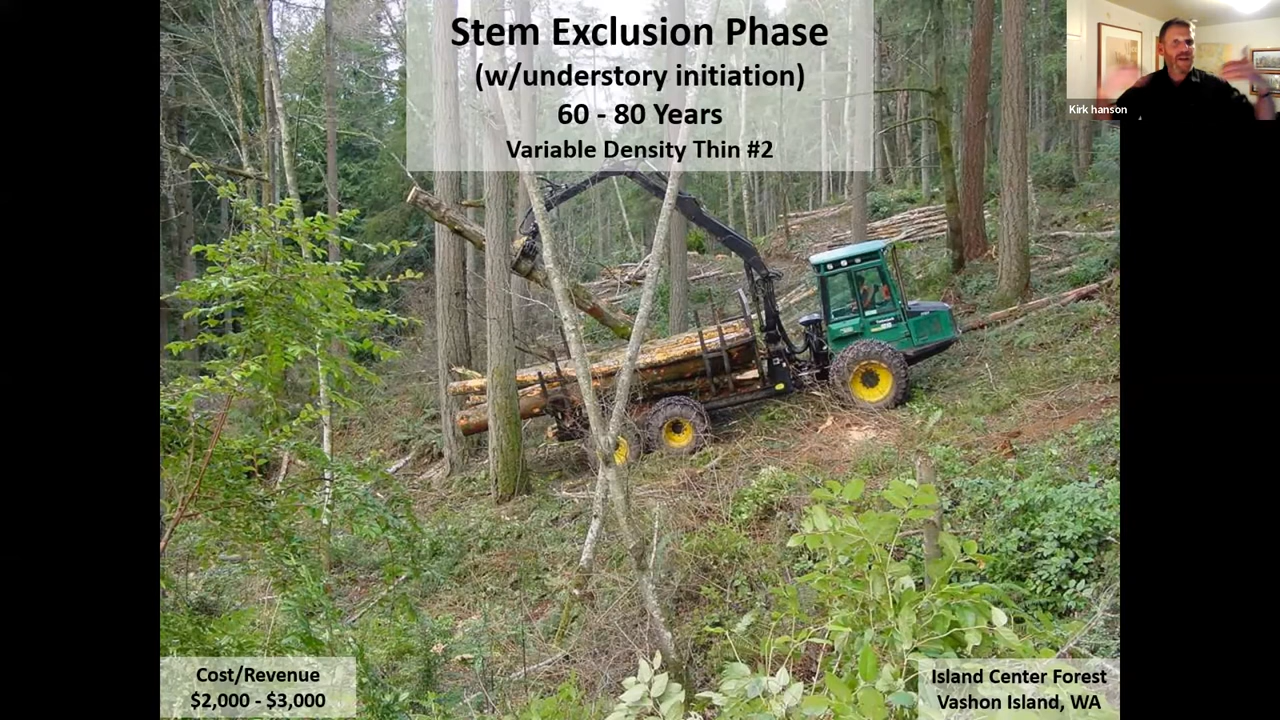 Stem Exclusion Phase
(w/understory initiation)
60 - 80 Years
Variable Density Thin #2
Kirk hanson
Cost/Revenue
$2,000 - $3,000
Island Center Forest
Vashon Island, WA